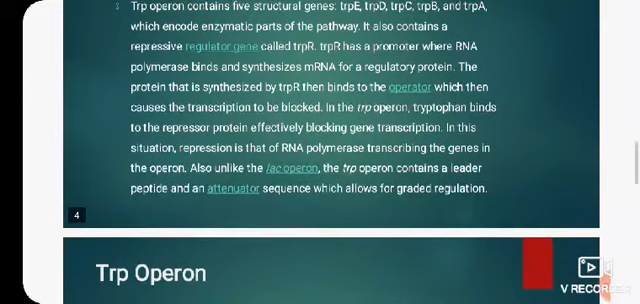 Trp operon contains five structural genes: trpE, trpD, trpC, trpB, and trpA,
which encode enzymatic parts of the pathway. It also contains a
repressive regulator gene called trpR. trpR has a promoter where RNA
polymerase binds and synthesizes mRNA for a regulatory protein. The
protein that is synthesized by trpR then binds to the operator which then
causes the transcription to be blocked. In the trp operon, tryptophan binds
to the repressor protein effectively blocking gene transcription. In this
situation, repression is that of RNA polymerase transcribing the genes in
the operon. Also unlike the lac operon, the trp operon contains a leader
peptide and an attenuator sequence which allows for graded regulation.
4
Trp Operon
V RECORDER